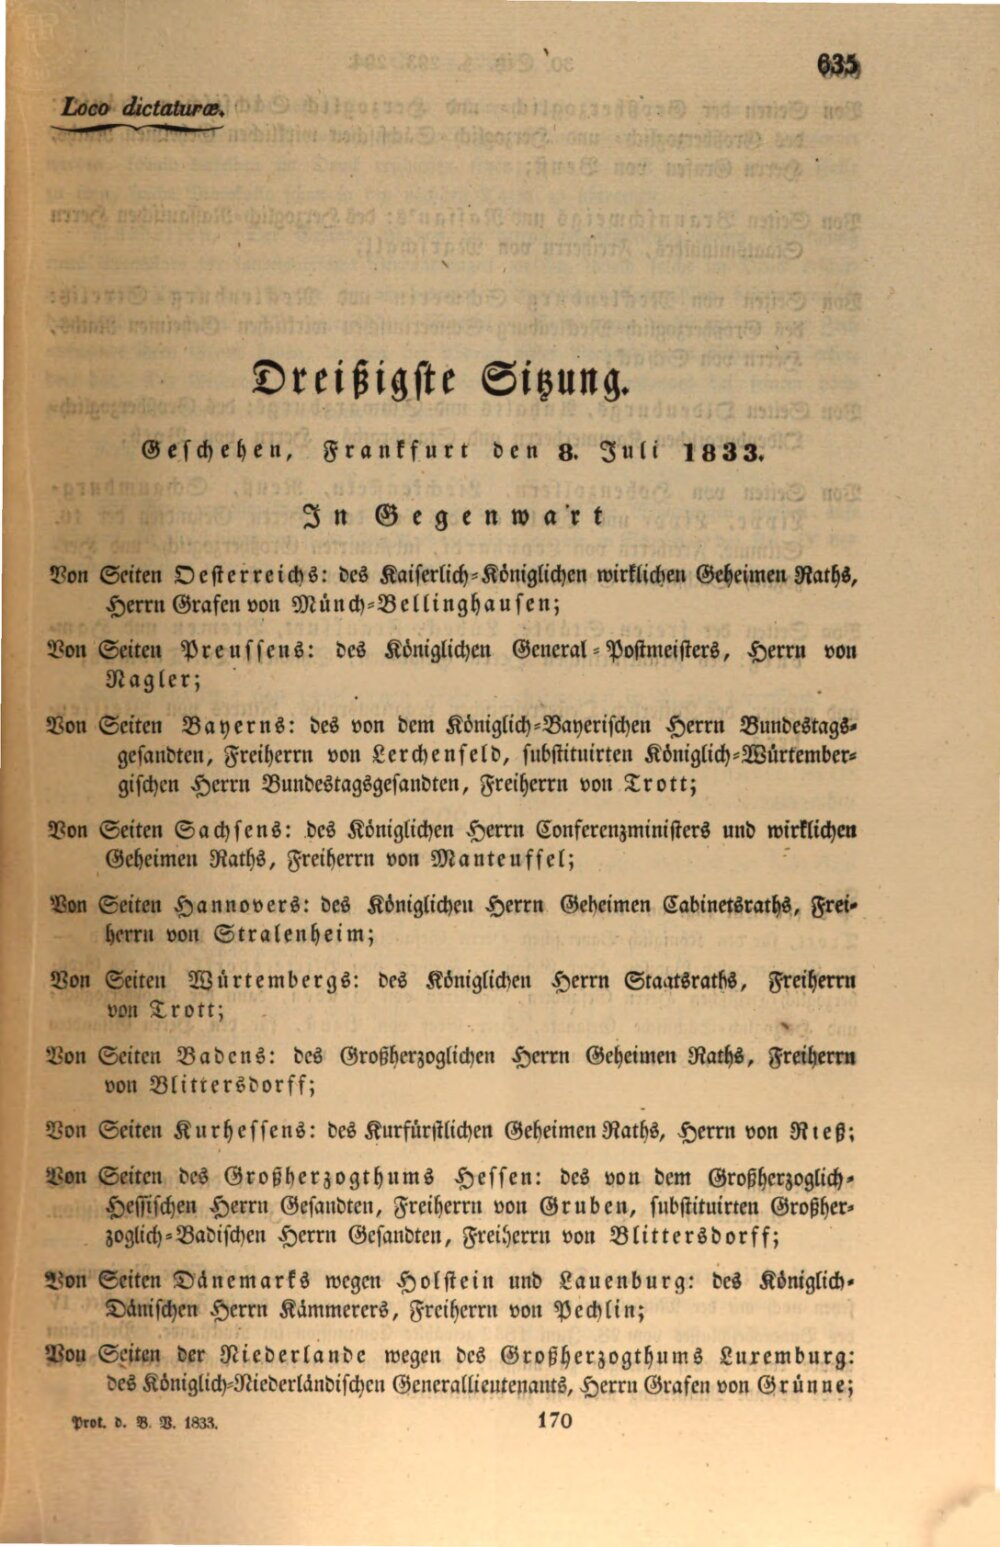 635
Loco dictaturæ.
Dreißigste Sitzung.
Geschehen, Frankfurt den 8. Juli 1833.
In Gegenwart
Von Seiten Oesterreichs: des Kaiserlich-Königlichen wirklichen Geheimen Raths,
Herrn Grafen von Münch-Bellinghausen;
Von Seiten Preussens: des Königlichen General-Postmeisters, Herrn von
Nagler;
Von Seiten Bayerns: des von dem Königlich-Bayerischen Herrn Bundestags-
gesandten, Freiherrn von Lerchenfeld, substituirten Königlich-Würtember-
gischen Herrn Bundestagsgesandten, Freiherrn von Trott;
Von Seiten Sachsens: des Königlichen Herrn Conferenzministers und wirklichen
Geheimen Raths, Freiherrn von Manteuffel;
Von Seiten Hannovers: des Königlichen Herrn Geheimen Cabinetsraths, Frei-
herrn von Stralenheim;
Von Seiten Würtembergs: des Königlichen Herrn Staatsraths, Freiherrn
von Trott;
Von Seiten Badens: des Großherzoglichen Herrn Geheimen Raths, Freiherrn
von Blittersdorff;
Von Seiten Kurhessens: des Kurfürstlichen Geheimen Raths, Herrn von Rieß;
Von Seiten des Großherzogthums Hessen: des von dem Großherzoglich-
Hessischen Herrn Gesandten, Freiherrn von Gruben, substituirten Großher-
zoglich-Badischen Herrn Gesandten, Freiherrn von Blittersdorff;
Von Seiten Dänemarks wegen Holstein und Lauenburg: des Königlich-
Dänischen Herrn Kämmerers, Freiherrn von Pechlin;
Von Seiten der Niederlande wegen des Großherzogthums Luxemburg:
des Königlich-Niederländischen Generallieutenants, Herrn Grafen von Grünne;
Prot. d. B. V. 1833.
170